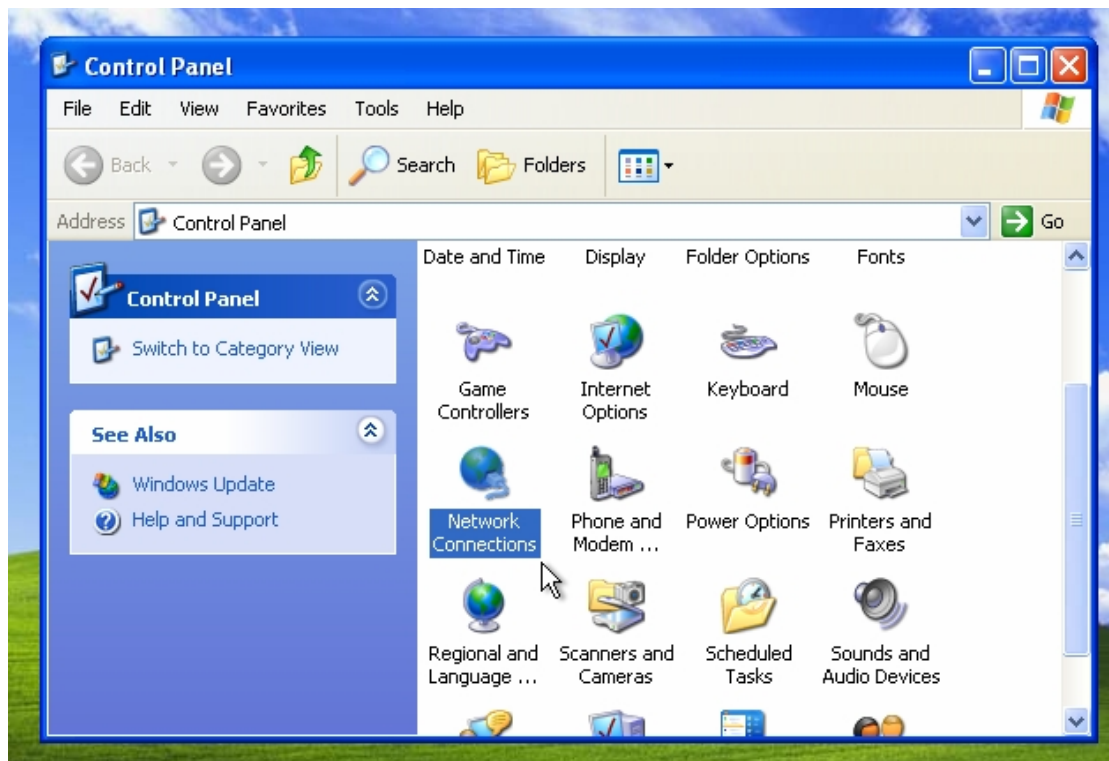 Control Panel
File Edit View Favorites Tools Help
Back Search Folders
Address Control Panel Go
Control Panel
Switch to Category View
See Also
Windows Update
Help and Support
Date and Time Display Folder Options Fonts
Game Internet Keyboard Mouse
Controllers Options
Network Phone and Power Options Printers and
Connections Modem ... Faxes
Regional and Scanners and Scheduled Sounds and
Language ... Cameras Tasks Audio Devices